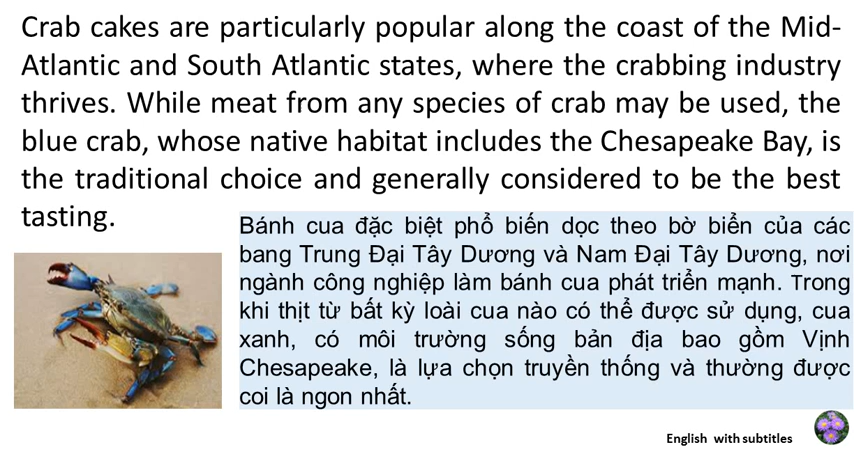 Crab cakes are particularly popular along the coast of the Mid-
Atlantic and South Atlantic states, where the crabbing industry
thrives. While meat from any species of crab may be used, the
blue crab, whose native habitat includes the Chesapeake Bay, is
the traditional choice and generally considered to be the best
tasting.
Bánh cua đặc biệt phổ biến dọc theo bờ biển của các
bang Trung Đại Tây Dương và Nam Đại Tây Dương, nơi
ngành công nghiệp làm bánh cua phát triển mạnh. Trong
khi thịt từ bất kỳ loài cua nào có thể được sử dụng, cua
xanh, có môi trường sống bản địa bao gồm Vịnh
Chesapeake, là lựa chọn truyền thống và thường được
coi là ngon nhất.
English with subtitles